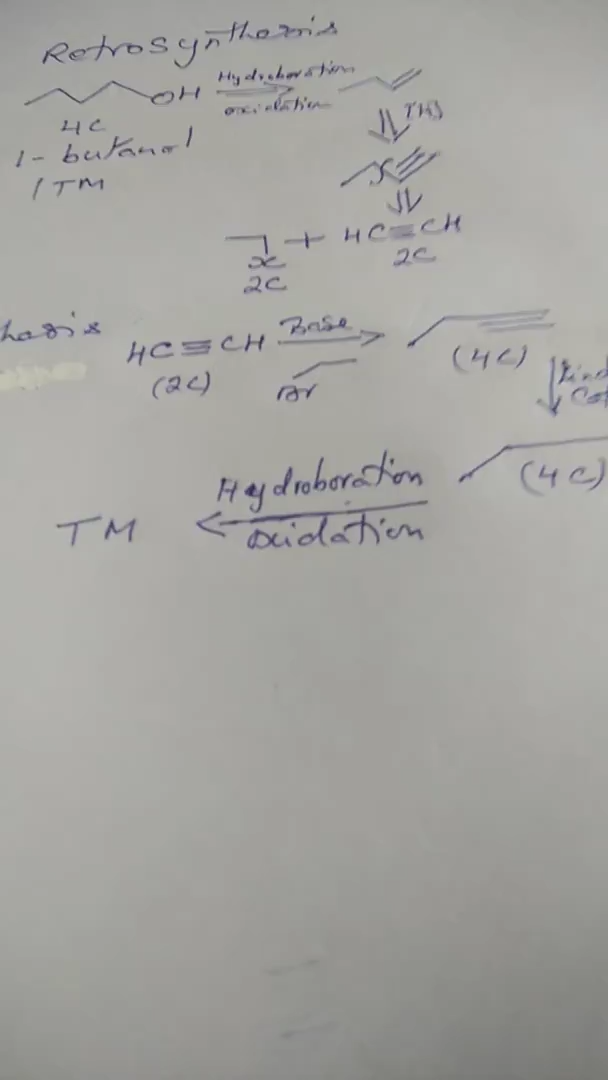 Retrosynthesis
OH Hydroboration
oxidation
4C
1- butanol
TM
+ HC≡CH
x
2C 2C
HC≡CH Base
(2C) Br (4C)
Hydroboration (4C)
TM oxidation